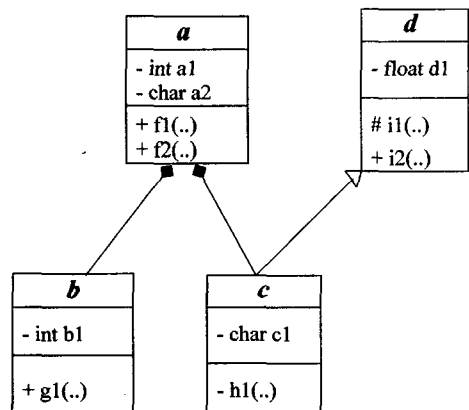 a
- int a1
- char a2
+ f1(..)
+ f2(..)
d
- float d1
# i1(..)
+ i2(..)
b
- int b1
+ g1(..)
c
- char c1
- h1(..)